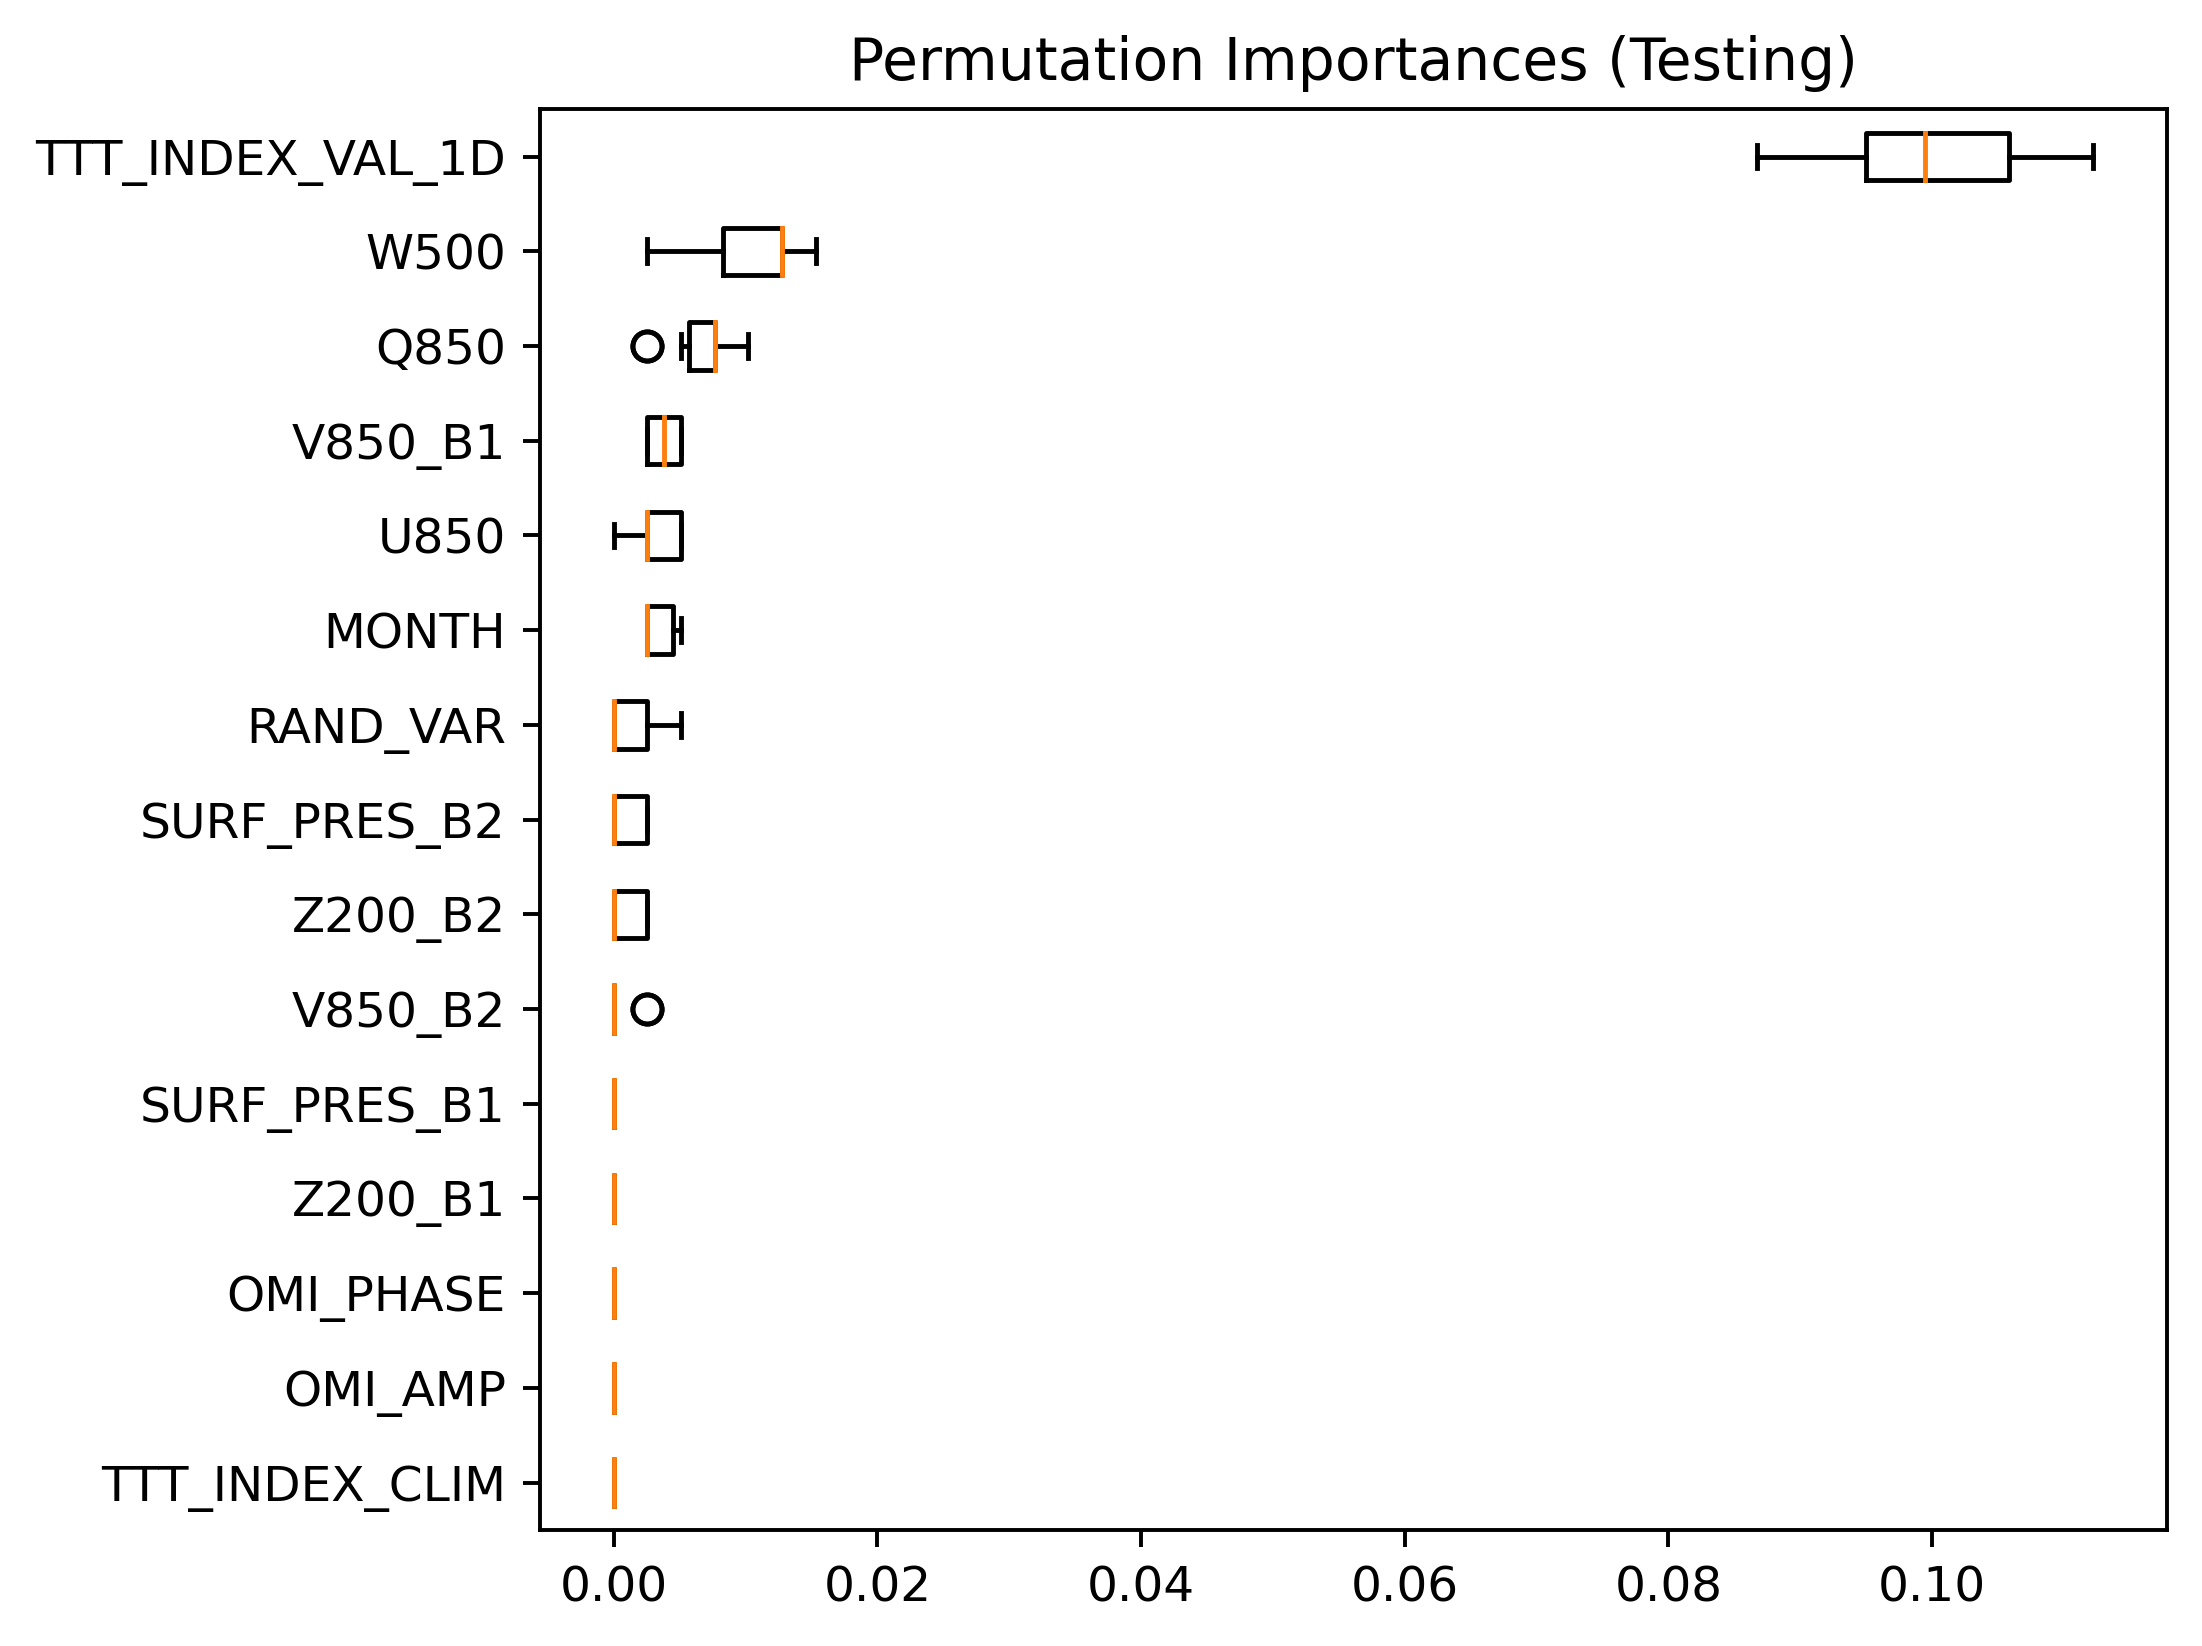 Permutation Importances (Testing)
TTT_INDEX_VAL_1D
W500
Q850
V850_B1
U850
MONTH
RAND_VAR
SURF_PRES_B2
Z200_B2
V850_B2
SURF_PRES_B1
Z200_B1
OMI_PHASE
OMI_AMP
TTT_INDEX_CLIM
0.00 0.02 0.04 0.06 0.08 0.10